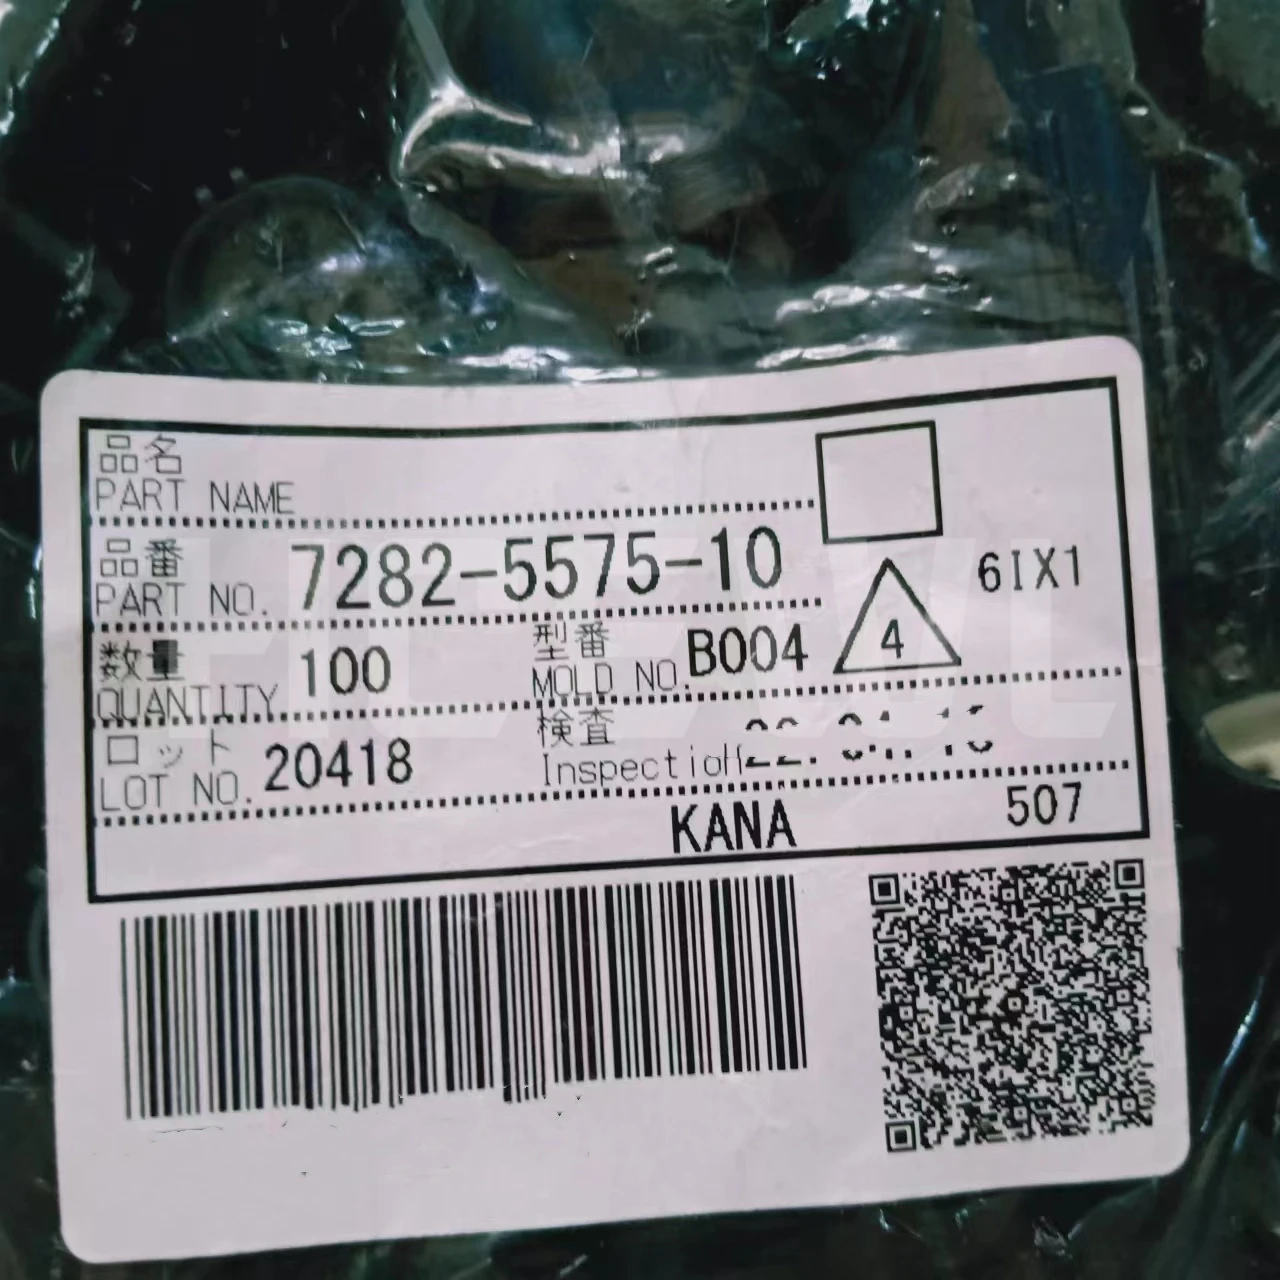 品名
PART NAME
品番
PART NO. 7282-5575-10
6IX1
数量
QUANTITY 100
型番
MOLD NO. B004
4
ロット
LOT NO. 20418
検査
Inspection
KANA
507